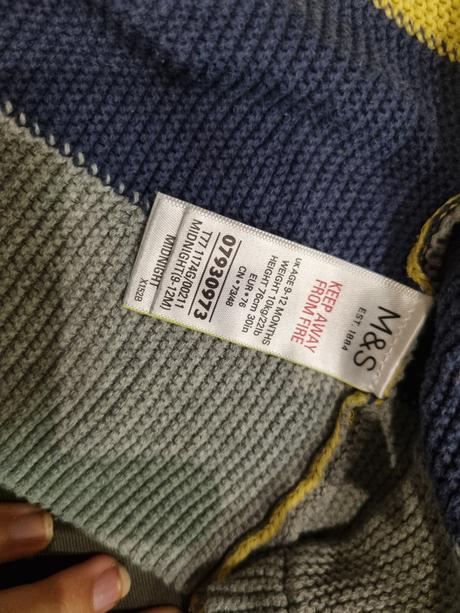 M&S
EST. 1884
KEEP AWAY
FROM FIRE
UK AGE 9-12 MONTHS
WEIGHT 10kg/22lb
HEIGHT 76cm 30in
EUR • 76
CN • 73/48
07930973
T77 1174G/0021
MIDNIGHT(9-12M)
MIDNIGHT
X152B